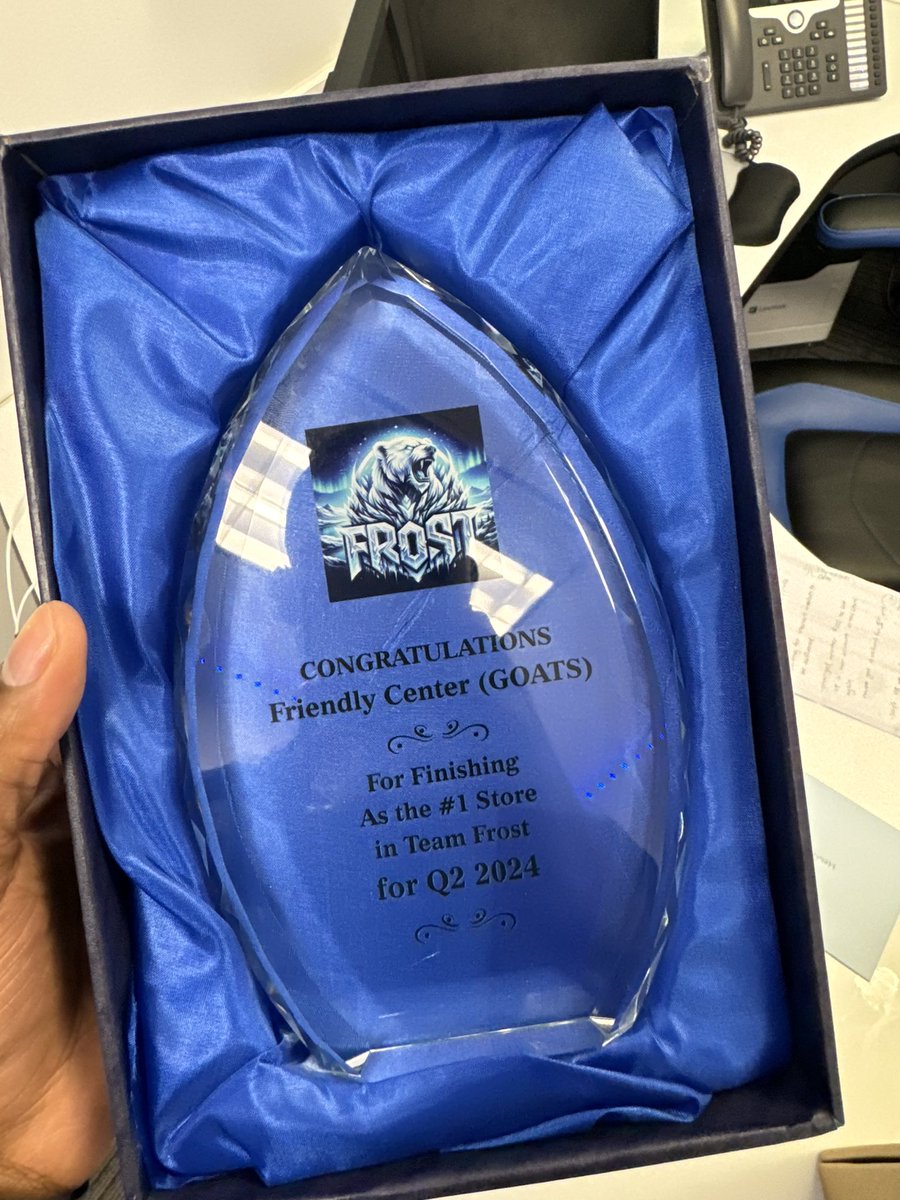 FROST
CONGRATULATIONS
Friendly Center (GOATS)
For Finishing
As the #1 Store
in Team Frost
for Q2 2024